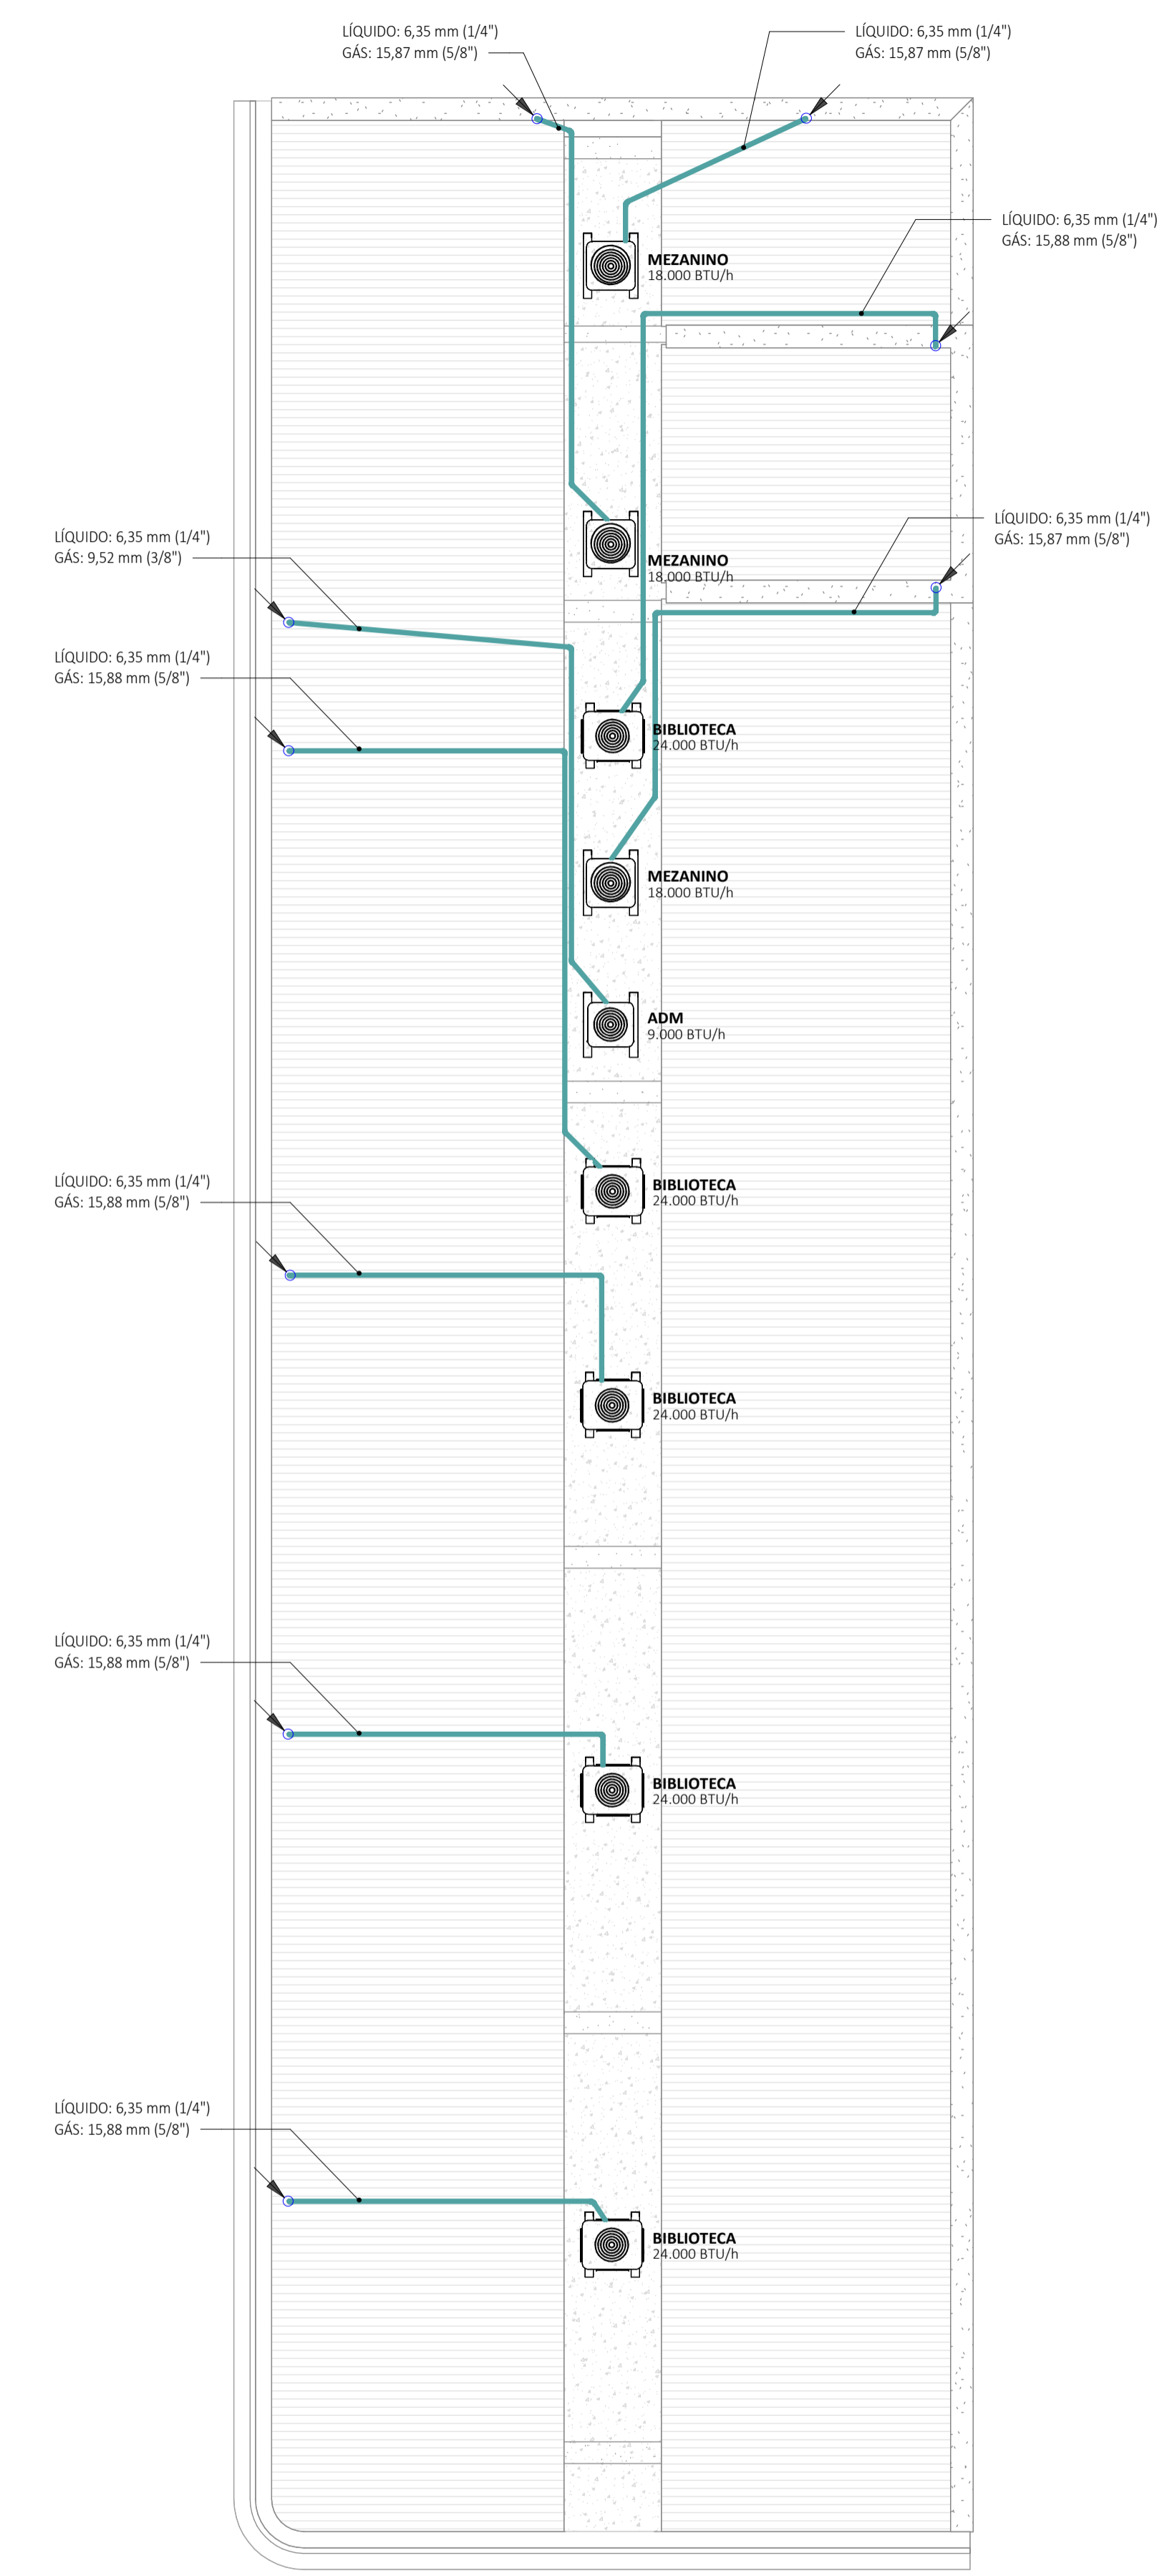 LÍQUIDO: 6,35 mm (1/4")
GÁS: 15,87 mm (5/8")
LÍQUIDO: 6,35 mm (1/4")
GÁS: 15,87 mm (5/8")
LÍQUIDO: 6,35 mm (1/4")
GÁS: 15,88 mm (5/8")
MEZANINO
18.000 BTU/h
LÍQUIDO: 6,35 mm (1/4")
GÁS: 15,87 mm (5/8")
LÍQUIDO: 6,35 mm (1/4")
GÁS: 9,52 mm (3/8")
MEZANINO
18.000 BTU/h
LÍQUIDO: 6,35 mm (1/4")
GÁS: 15,88 mm (5/8")
BIBLIOTECA
24.000 BTU/h
MEZANINO
18.000 BTU/h
ADM
9.000 BTU/h
LÍQUIDO: 6,35 mm (1/4")
GÁS: 15,88 mm (5/8")
BIBLIOTECA
24.000 BTU/h
BIBLIOTECA
24.000 BTU/h
LÍQUIDO: 6,35 mm (1/4")
GÁS: 15,88 mm (5/8")
BIBLIOTECA
24.000 BTU/h
LÍQUIDO: 6,35 mm (1/4")
GÁS: 15,88 mm (5/8")
BIBLIOTECA
24.000 BTU/h